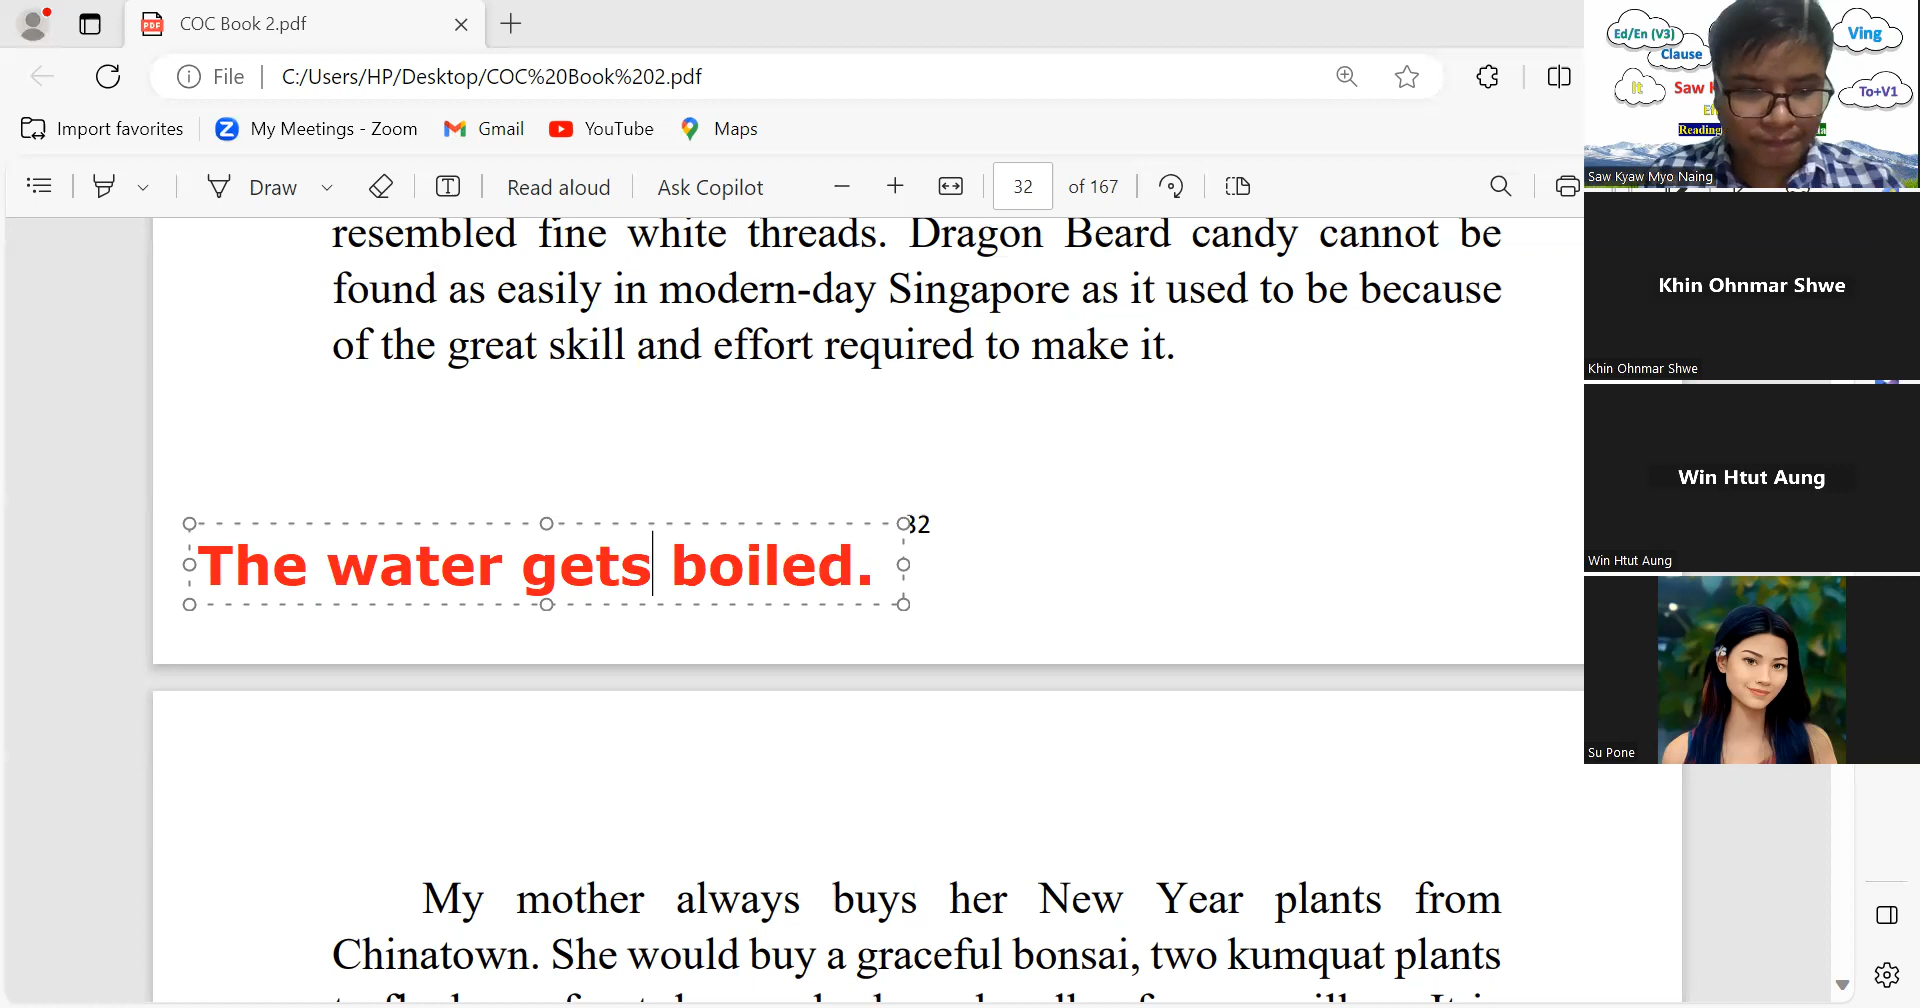 COC Book 2.pdf
File
C:/Users/HP/Desktop/COC%20Book%202.pdf
Import favorites
My Meetings - Zoom
Gmail
YouTube
Maps
Draw
Read aloud
Ask Copilot
32
of 167
resembled fine white threads. Dragon Beard candy cannot be
found as easily in modern-day Singapore as it used to be because
of the great skill and effort required to make it.
32
The water gets boiled.
My mother always buys her New Year plants from
Chinatown. She would buy a graceful bonsai, two kumquat plants
Ed/En (V3)
Clause
Ving
It
Saw
To+V1
Reading
Saw Kyaw Myo Naing
Khin Ohnmar Shwe
Khin Ohnmar Shwe
Win Htut Aung
Win Htut Aung
Su Pone